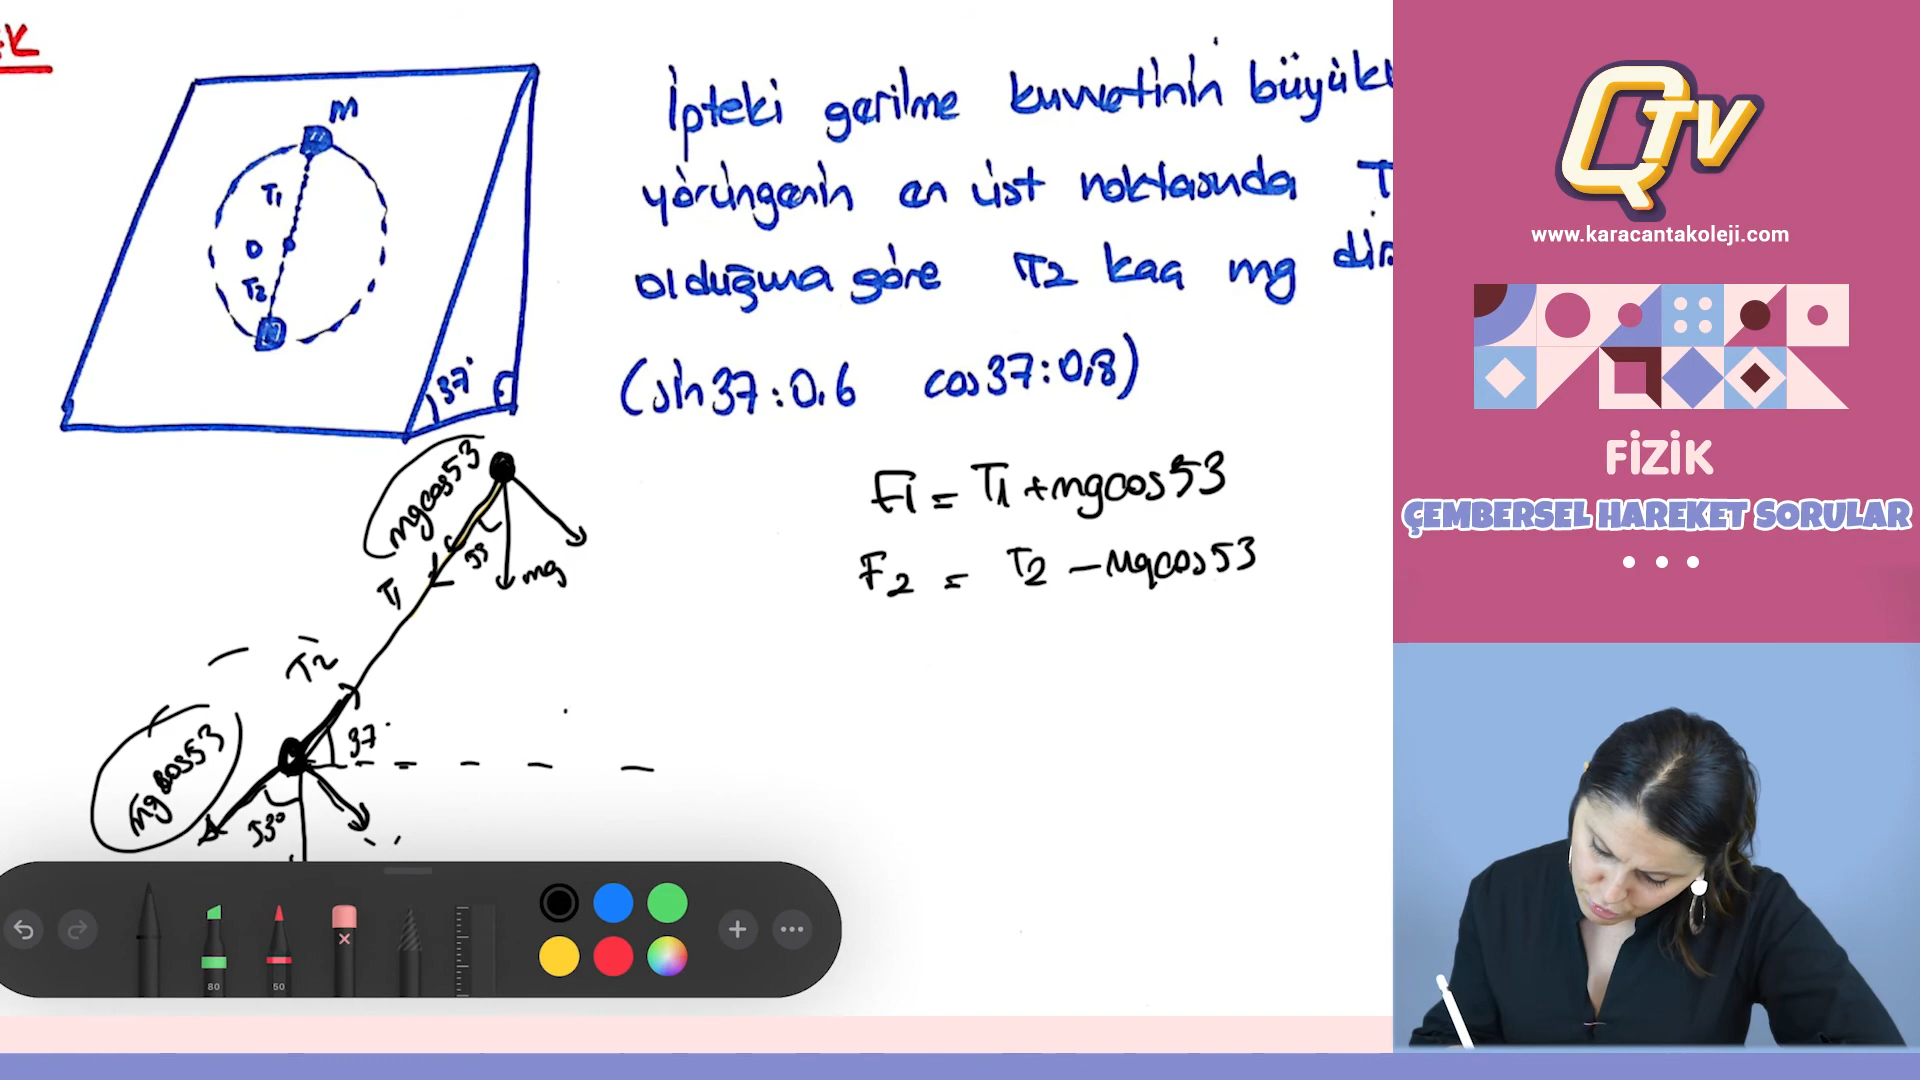 M
T1
O
T2
37°
İpteki gerilme kuvvetinin
yörüngenin en üst noktasında T
olduğuna göre T2 kaç mg
(sin37:0,6 cos37:0,8)
mgcos53
53
mg
T1
T2
37°
mgcos53
53°
F1 = T1+mgcos53
F2 = T2 -mgcos53
80
50
QTV
www.karacantakoleji.com
FİZİK
ÇEMBERSEL HAREKET SORULAR